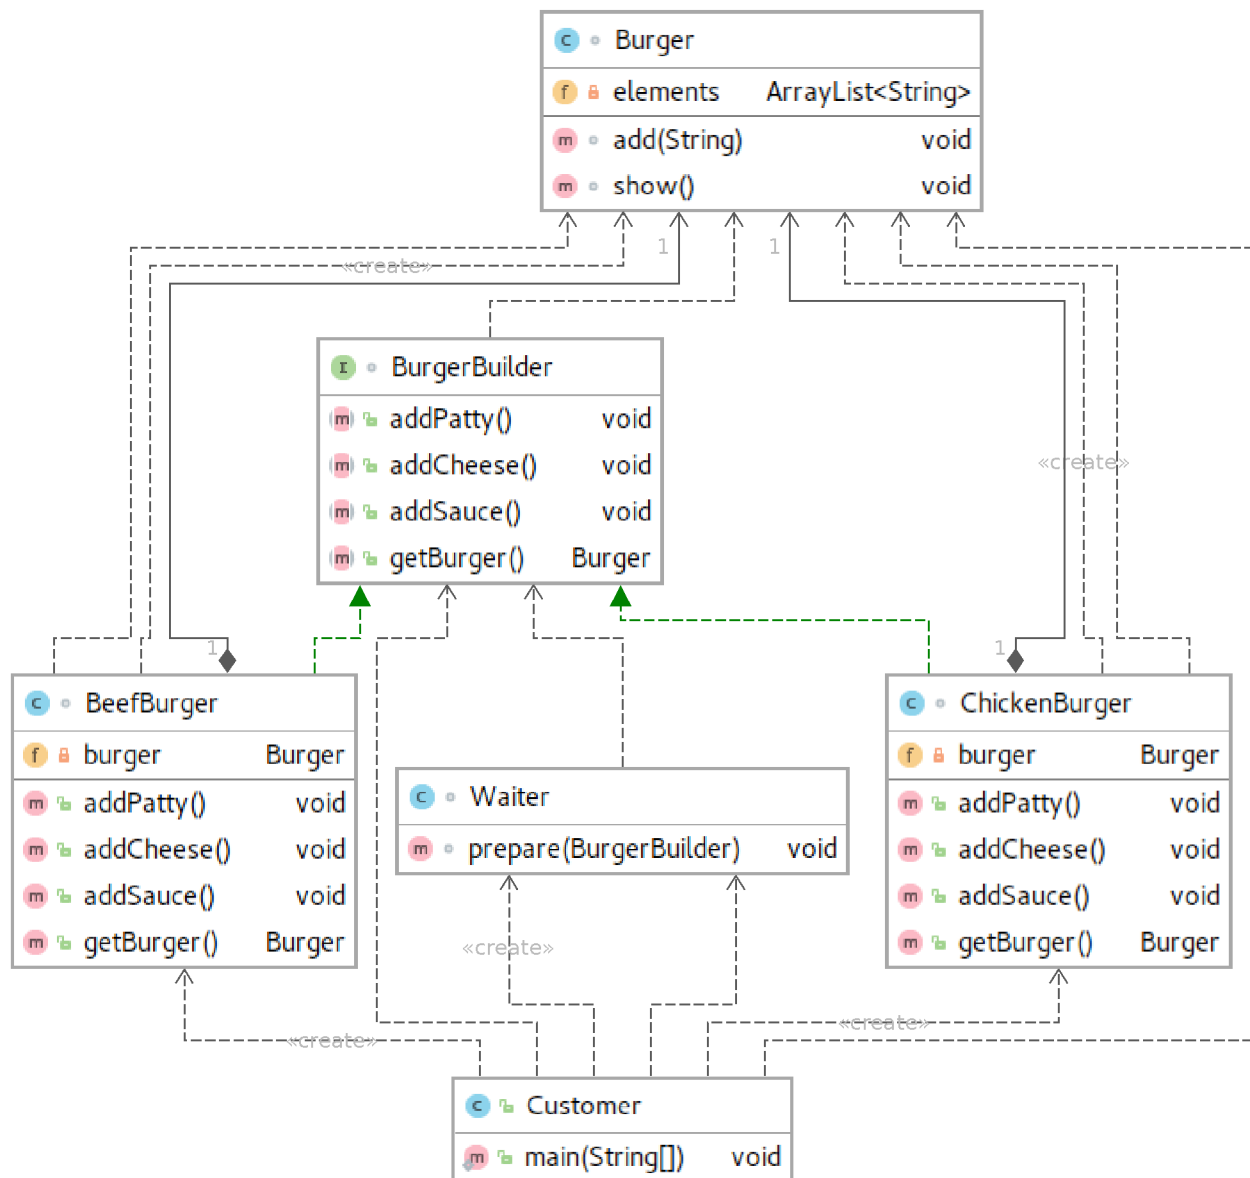 c Burger
f elements ArrayList<String>
m add(String) void
m show() void
1 1
«create»
I BurgerBuilder
m addPatty() void
m addCheese() void
«create»
m addSauce() void
m getBurger() Burger
1 1
c BeefBurger
f burger Burger
m addPatty() void
m addCheese() void
m addSauce() void
m getBurger() Burger
c Waiter
m prepare(BurgerBuilder) void
c ChickenBurger
f burger Burger
m addPatty() void
m addCheese() void
m addSauce() void
m getBurger() Burger
«create»
«create»
«create»
c Customer
m main(String[]) void